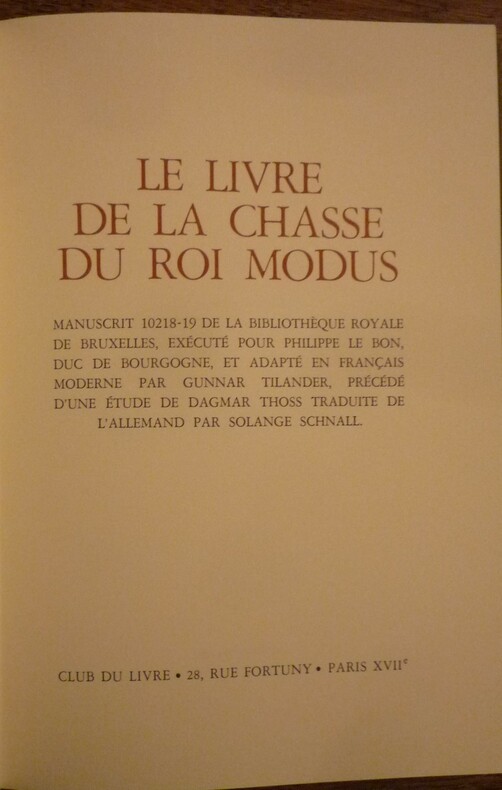 LE LIVRE
DE LA CHASSE
DU ROI MODUS
MANUSCRIT 10218-19 DE LA BIBLIOTHÈQUE ROYALE
DE BRUXELLES, EXÉCUTÉ POUR PHILIPPE LE BON,
DUC DE BOURGOGNE, ET ADAPTÉ EN FRANÇAIS
MODERNE PAR GUNNAR TILANDER, PRÉCÉDÉ
D'UNE ÉTUDE DE DAGMAR THOSS TRADUITE DE
L'ALLEMAND PAR SOLANGE SCHNALL.
CLUB DU LIVRE • 28, RUE FORTUNY • PARIS XVIIe